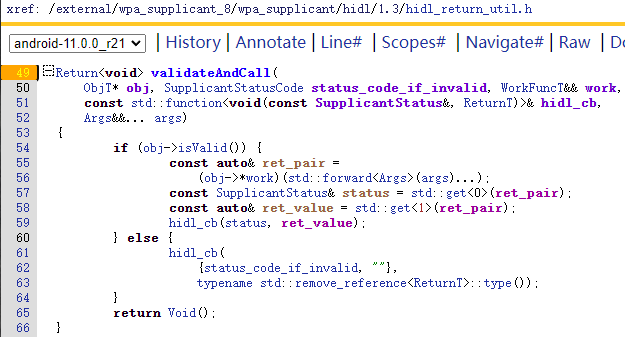 xref: /external/wpa_supplicant_8/wpa_supplicant/hidl/1.3/hidl_return_util.h
android-11.0.0_r21 | History | Annotate | Line# | Scopes# | Navigate# | Raw | Do
49 Return<void> validateAndCall(
50 ObjT* obj, SupplicantStatusCode status_code_if_invalid, WorkFuncT&& work,
51 const std::function<void(const SupplicantStatus&, ReturnT)>& hidl_cb,
52 Args&&... args)
53 {
54 if (obj->isValid()) {
55 const auto& ret_pair =
56 (obj->*work)(std::forward<Args>(args)...);
57 const SupplicantStatus& status = std::get<0>(ret_pair);
58 const auto& ret_value = std::get<1>(ret_pair);
59 hidl_cb(status, ret_value);
60 } else {
61 hidl_cb(
62 {status_code_if_invalid, ""},
63 typename std::remove_reference<ReturnT>::type());
64 }
65 return Void();
66 }